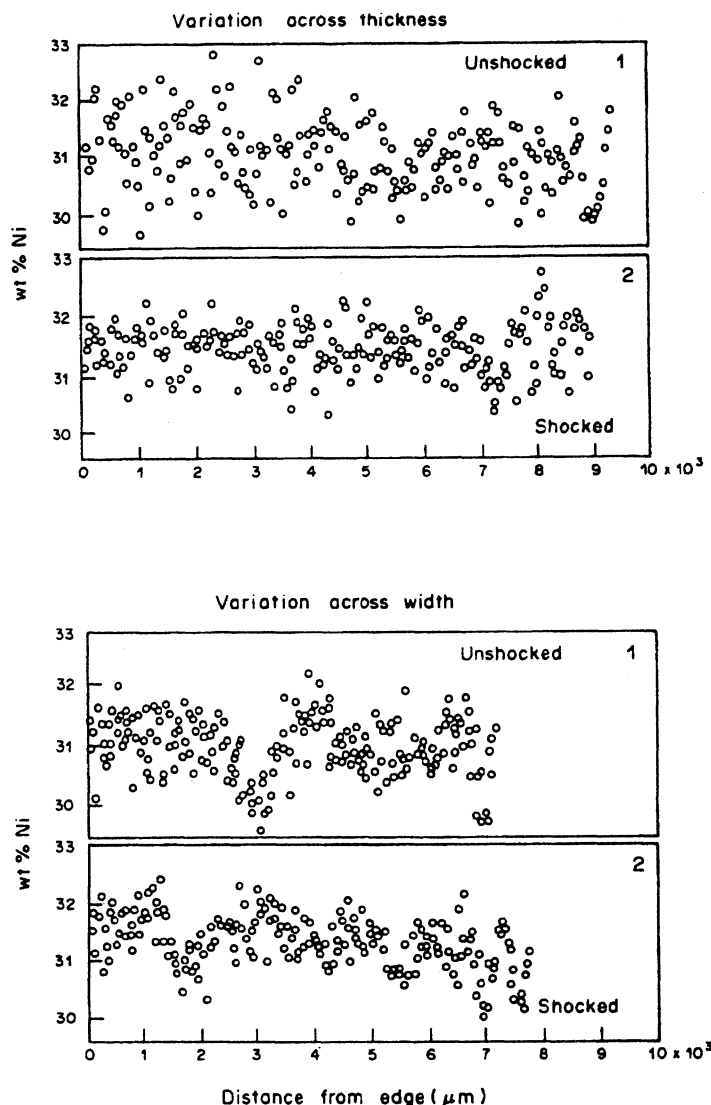 Variation across thickness
33
32
31
30
Unshocked 1
33
32
31
30
2
Shocked
wt % Ni
0 1 2 3 4 5 6 7 8 9 10 × 10³
Variation across width
33
32
31
30
Unshocked 1
33
32
31
30
2
Shocked
wt % Ni
0 1 2 3 4 5 6 7 8 9 10 × 10³
Distance from edge (μm)